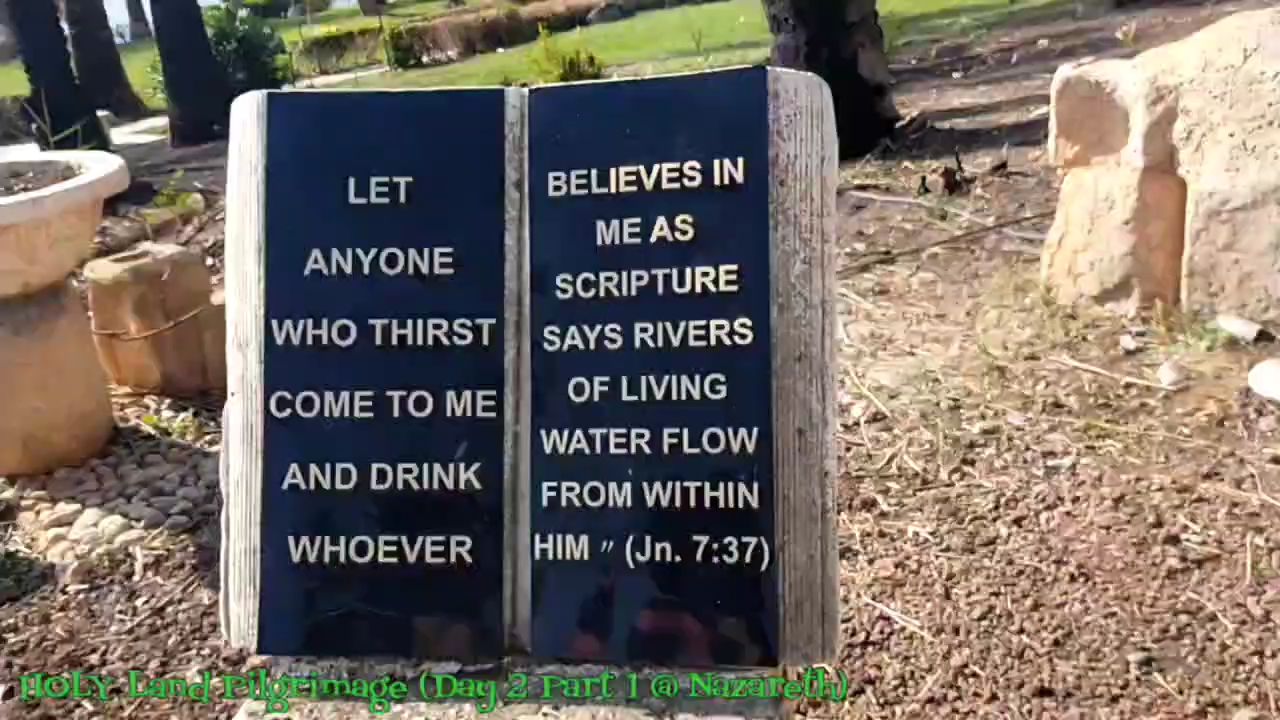 LET
ANYONE
WHO THIRST
COME TO ME
AND DRINK
WHOEVER
BELIEVES IN
ME AS
SCRIPTURE
SAYS RIVERS
OF LIVING
WATER FLOW
FROM WITHIN
HIM " (Jn. 7:37)
HOLY Land Pilgrimage (Day 2 Part 1 @ Nazareth)